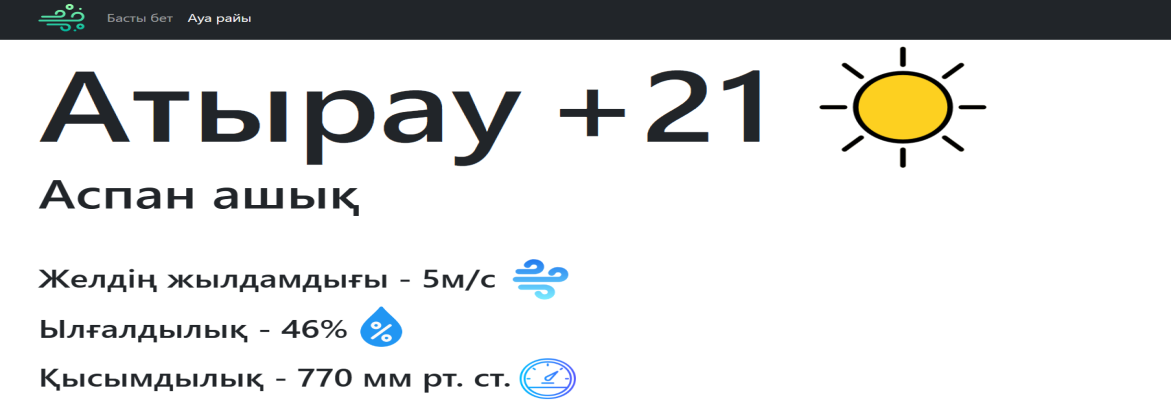 Басты бет Ауа райы
Атырау +21
Аспан ашық
Желдің жылдамдығы - 5м/с
Ылғалдылық - 46%
%
Қысымдылық - 770 мм рт. ст.